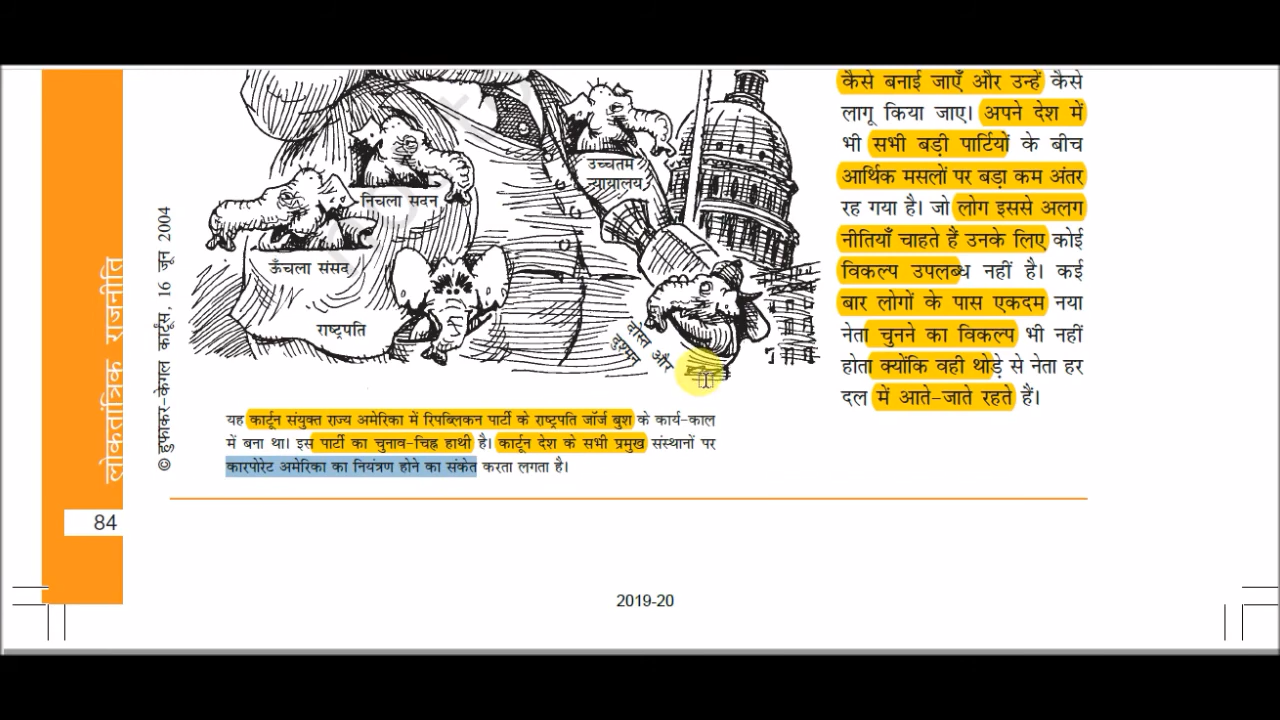 कैसे बनाई जाएँ और उन्हें कैसे
लागू किया जाए। अपने देश में
भी सभी बड़ी पार्टियों के बीच
आर्थिक मसलों पर बड़ा कम अंतर
रह गया है। जो लोग इससे अलग
नीतियाँ चाहते हैं उनके लिए कोई
विकल्प उपलब्ध नहीं है। कई
बार लोगों के पास एकदम नया
नेता चुनने का विकल्प भी नहीं
होता क्योंकि वही थोड़े से नेता हर
दल में आते-जाते रहते हैं।
उच्चतम
न्यायालय
निचला सदन
ऊँचला संसद
राष्ट्रपति
दोस्त और
दुश्मन
© हुफाकर-केगल कार्टूंस, 16 जून 2004
लोकतांत्रिक राजनीति
यह कार्टून संयुक्त राज्य अमेरिका में रिपब्लिकन पार्टी के राष्ट्रपति जॉर्ज बुश के कार्य-काल
में बना था। इस पार्टी का चुनाव-चिह्न हाथी है। कार्टून देश के सभी प्रमुख संस्थानों पर
कारपोरेट अमेरिका का नियंत्रण होने का संकेत करता लगता है।
84
2019-20